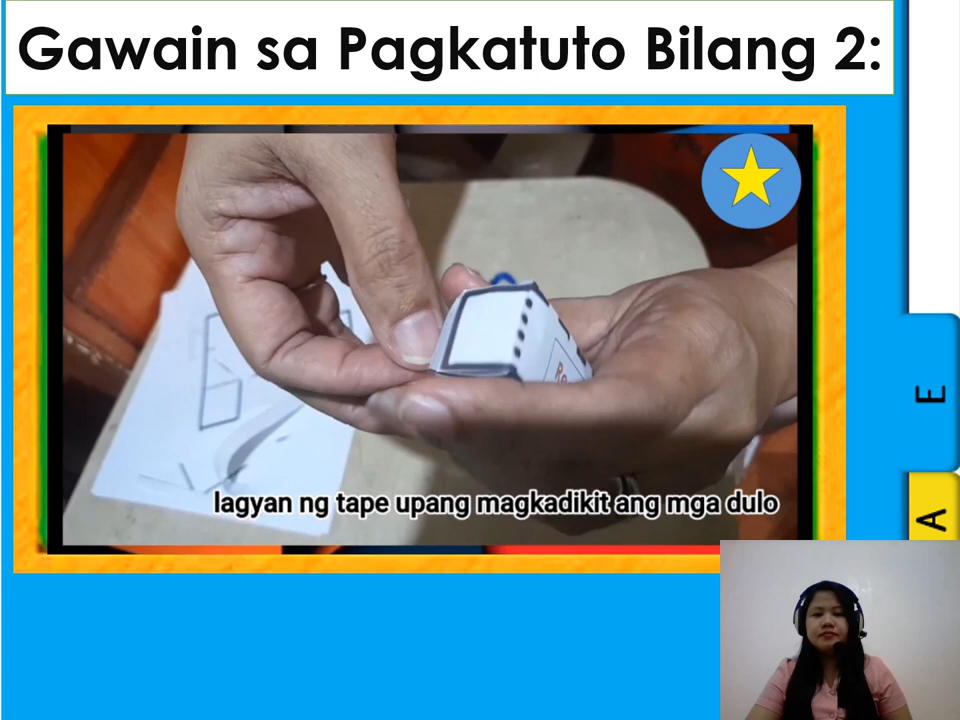 Gawain sa Pagkatuto Bilang 2:
lagyan ng tape upang magkadikit ang mga dulo
E
A